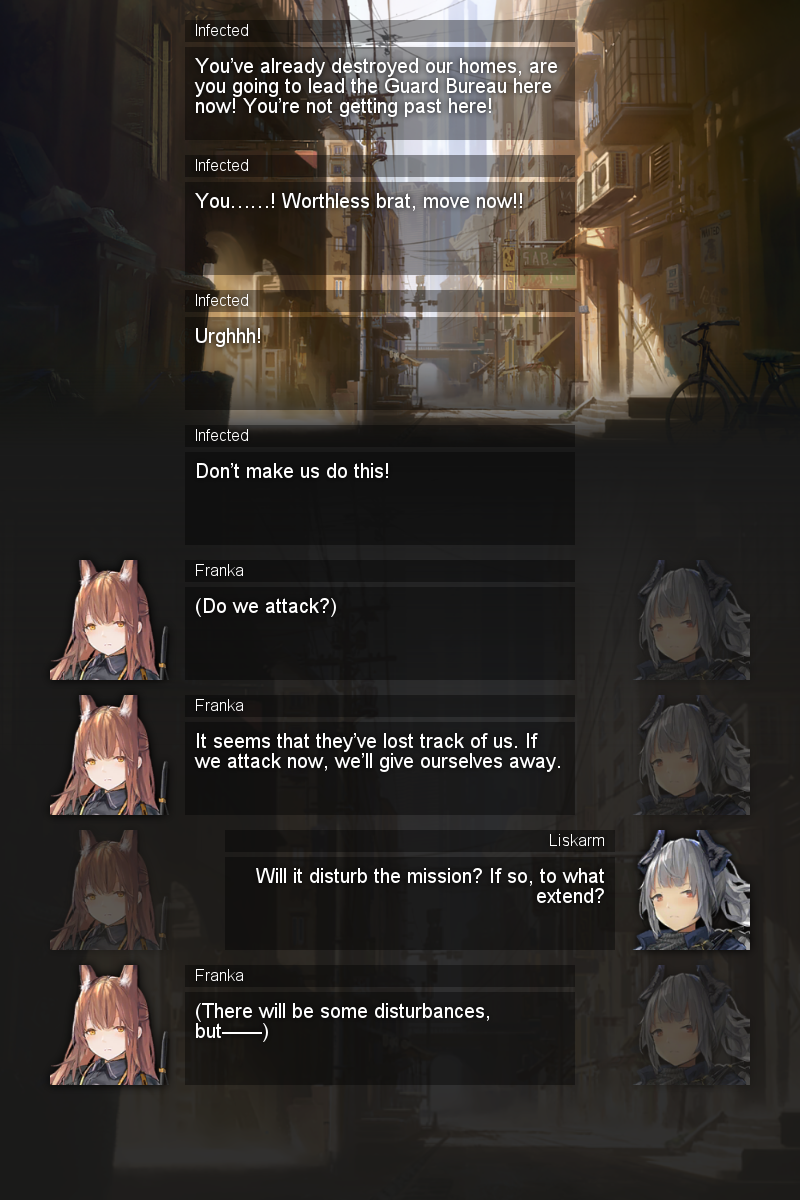 Infected
You've already destroyed our homes, are
you going to lead the Guard Bureau here
now! You're not getting past here!
Infected
You......! Worthless brat, move now!!
Infected
Urghhh!
Infected
Don't make us do this!
Franka
(Do we attack?)
Franka
It seems that they've lost track of us. If
we attack now, we'll give ourselves away.
Liskarm
Will it disturb the mission? If so, to what
extend?
Franka
(There will be some disturbances,
but——)